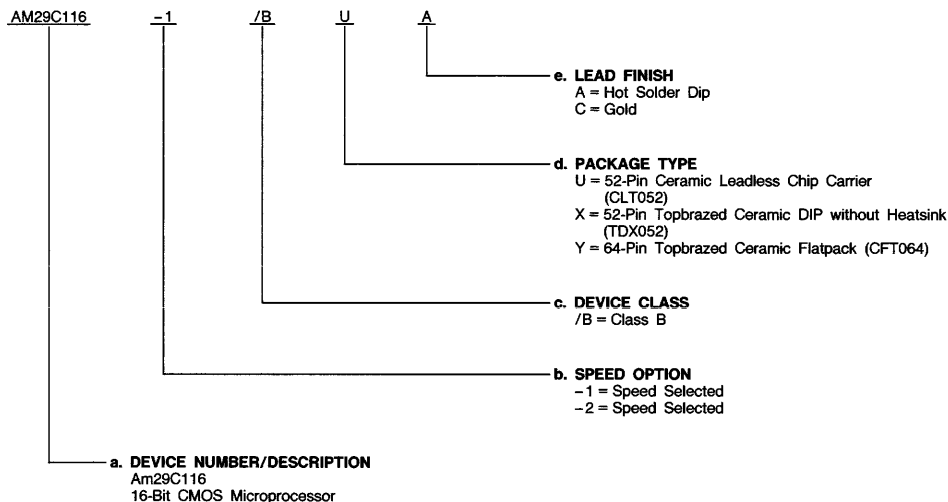 AM29C116 -1 /B U A
e. LEAD FINISH
A = Hot Solder Dip
C = Gold
d. PACKAGE TYPE
U = 52-Pin Ceramic Leadless Chip Carrier
(CLT052)
X = 52-Pin Topbrazed Ceramic DIP without Heatsink
(TDX052)
Y = 64-Pin Topbrazed Ceramic Flatpack (CFT064)
c. DEVICE CLASS
/B = Class B
b. SPEED OPTION
-1 = Speed Selected
-2 = Speed Selected
a. DEVICE NUMBER/DESCRIPTION
Am29C116
16-Bit CMOS Microprocessor